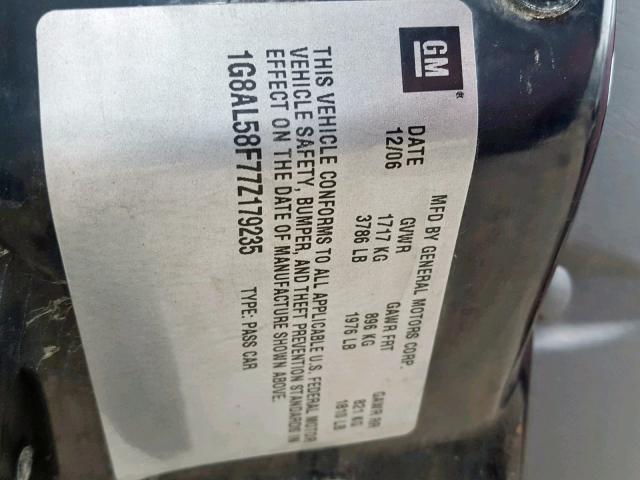 GM
MFD BY GENERAL MOTORS CORP.
DATE GVWR GAWR FRT GAWR RR
12/06 1717 KG 896 KG 821 KG
3786 LB 1976 LB 1810 LB
THIS VEHICLE CONFORMS TO ALL APPLICABLE U.S. FEDERAL MOTOR
VEHICLE SAFETY, BUMPER, AND THEFT PREVENTION STANDARDS IN
EFFECT ON THE DATE OF MANUFACTURE SHOWN ABOVE.
1G8AL58F77Z179235 TYPE: PASS CAR